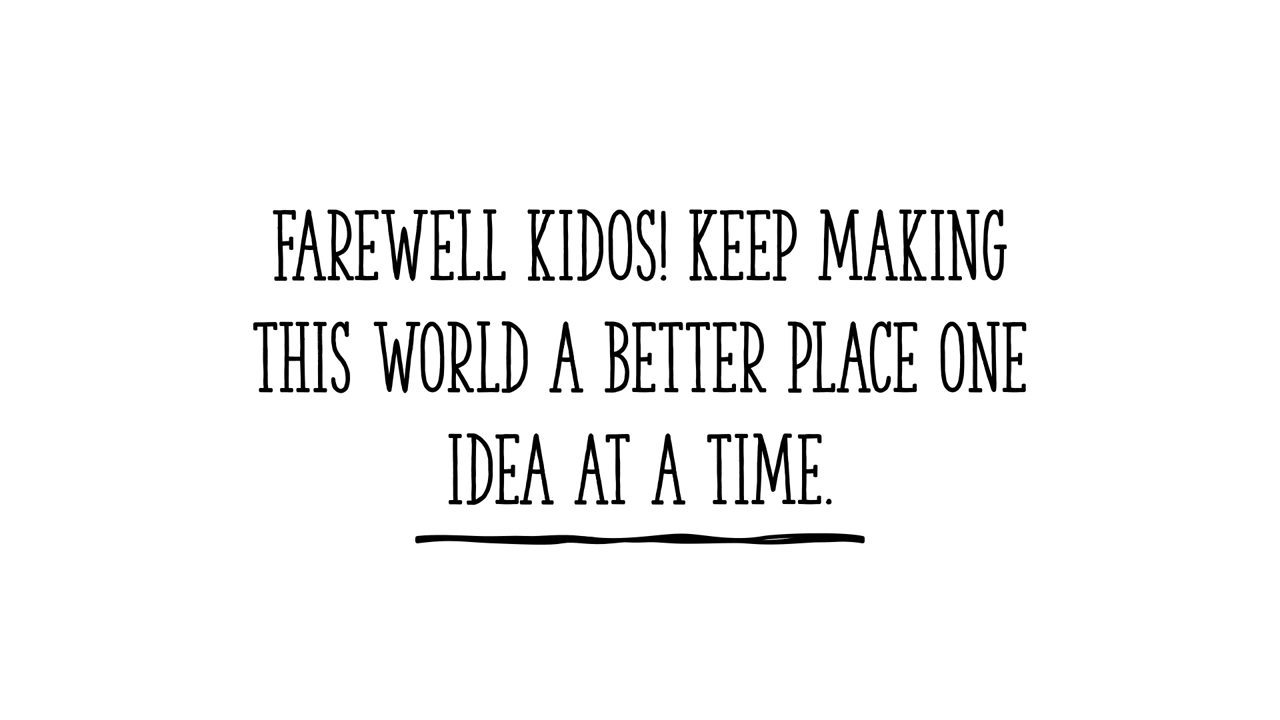 FAREWELL KIDOS! KEEP MAKING
THIS WORLD A BETTER PLACE ONE
IDEA AT A TIME.